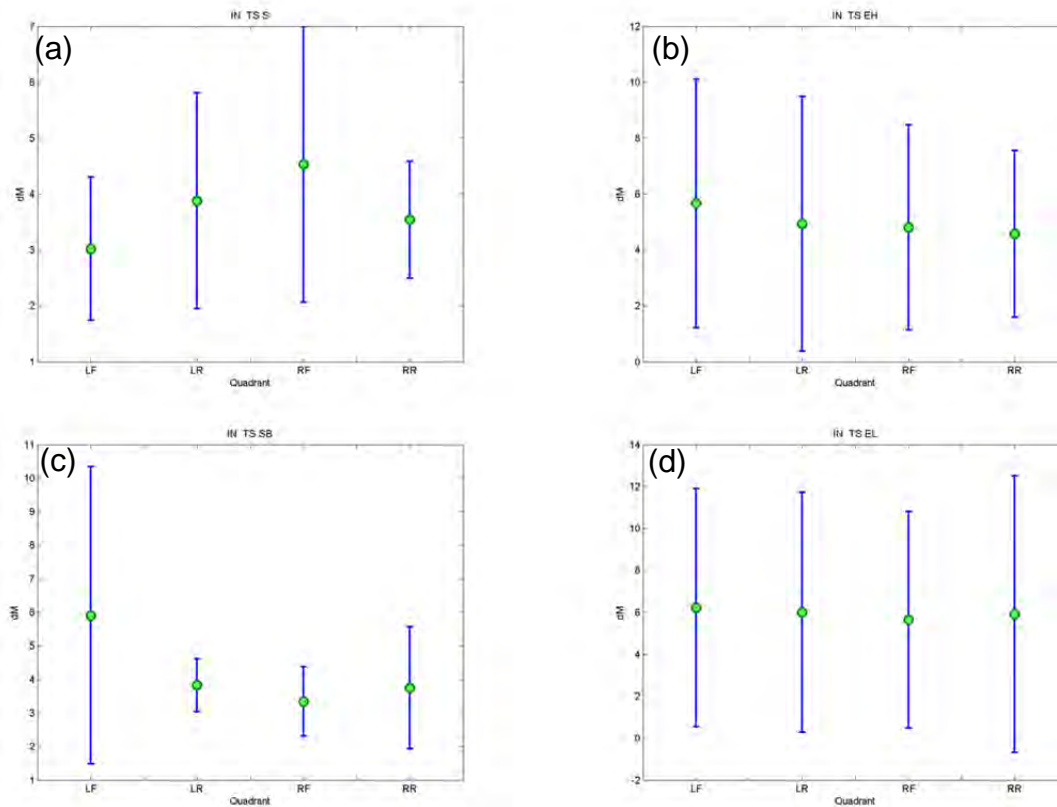 IN TS S
(a)
7
6
5
4
3
2
1
dM
LF LR RF RR
Quadrant
IN TS EH
(b)
12
10
8
6
4
2
0
dM
LF LR RF RR
Quadrant
IN TS SB
(c)
11
10
9
8
7
6
5
4
3
2
1
dM
LF LR RF RR
Quadrant
IN TS EL
(d)
14
12
10
8
6
4
2
0
-2
dM
LF LR RF RR
Quadrant